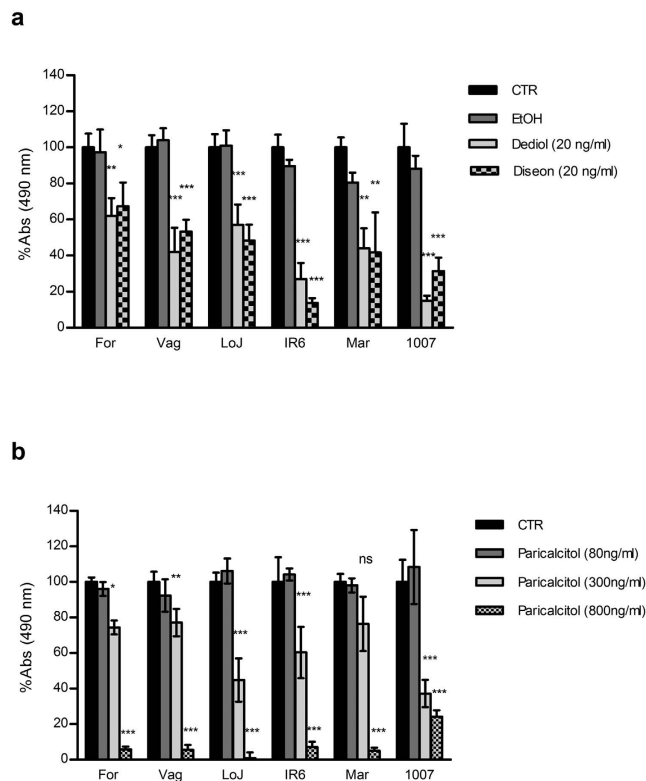 a
140
120
100
80
60
40
20
0
%Abs (490 nm)
CTR
EtOH
Dediol (20 ng/ml)
Diseon (20 ng/ml)
** * *** *** *** *** *** *** ** ** *** ***
For Vag LoJ IR6 Mar 1007
b
140
120
100
80
60
40
20
0
%Abs (490 nm)
CTR
Paricalcitol (80ng/ml)
Paricalcitol (300ng/ml)
Paricalcitol (800ng/ml)
* *** ** *** *** *** *** *** ns *** *** ***
For Vag LoJ IR6 Mar 1007